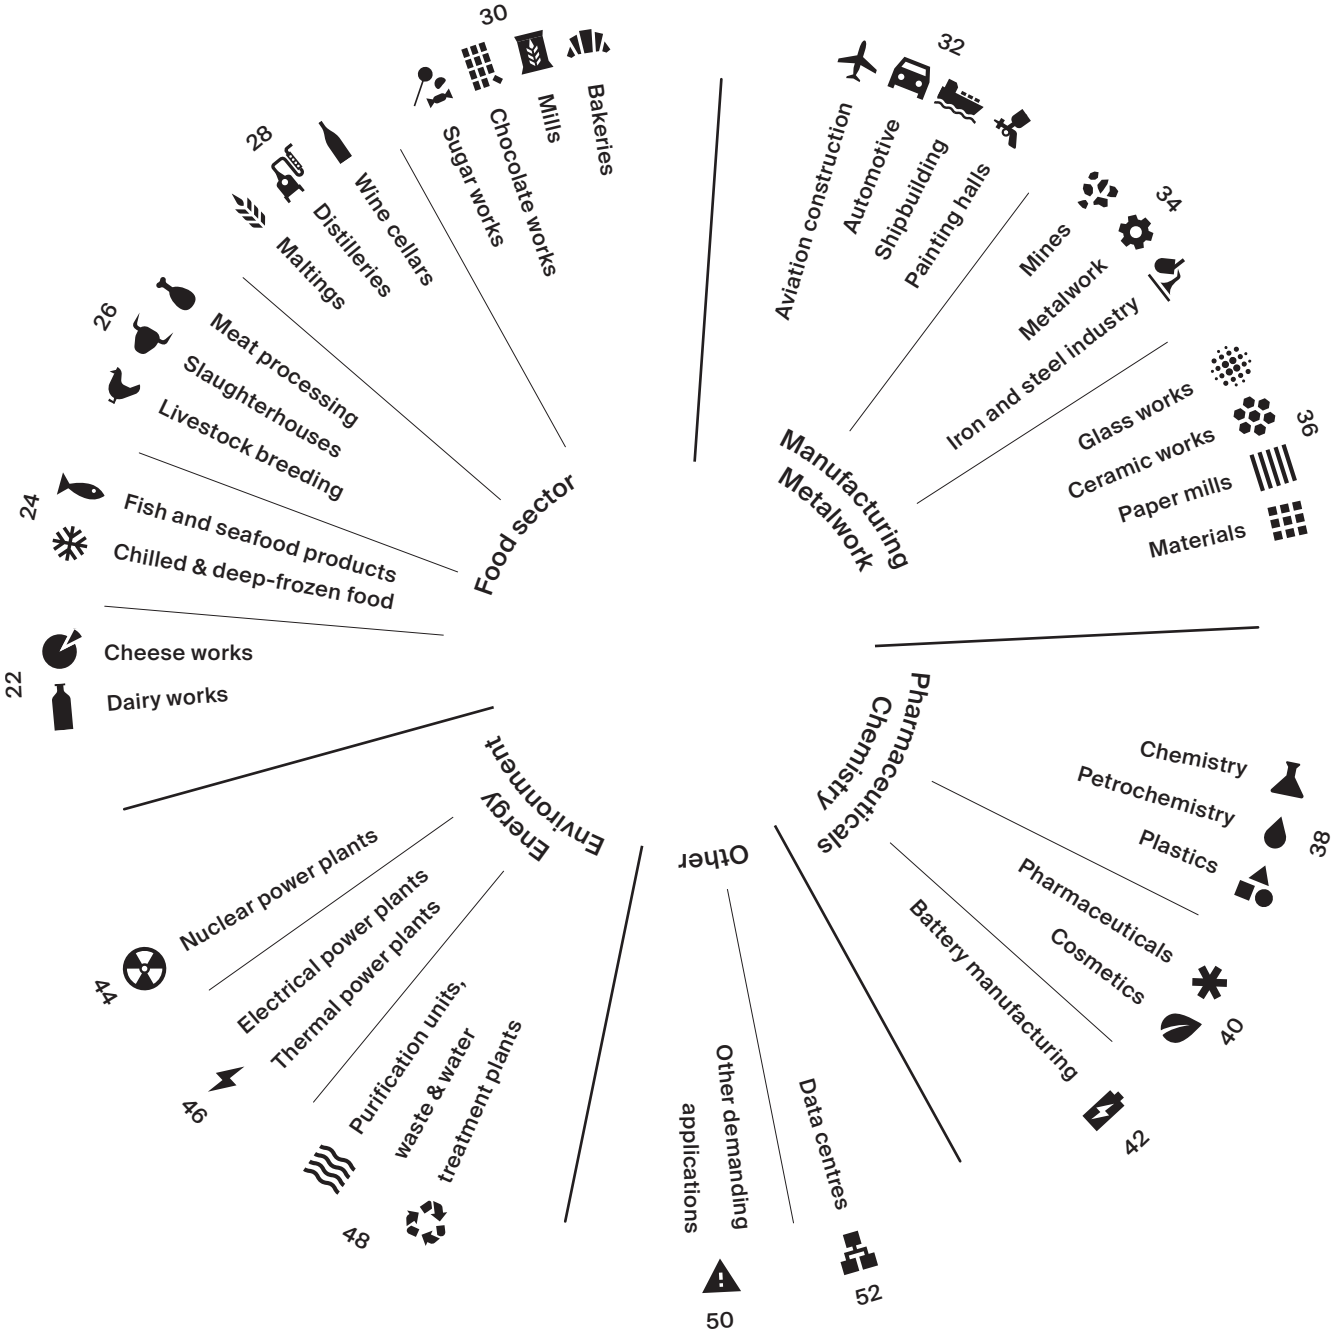 Food sector
22
Dairy works
Cheese works
24
Chilled & deep-frozen food
Fish and seafood products
26
Livestock breeding
Slaughterhouses
Meat processing
28
Maltings
Distilleries
Wine cellars
30
Sugar works
Chocolate works
Mills
Bakeries
Manufacturing
Metalwork
32
Aviation construction
Automotive
Shipbuilding
Painting halls
34
Mines
Metalwork
Iron and steel industry
36
Glass works
Ceramic works
Paper mills
Materials
Pharmaceuticals
Chemistry
38
Chemistry
Petrochemistry
Plastics
40
Pharmaceuticals
Cosmetics
42
Battery manufacturing
Environment
Energy
44
Nuclear power plants
46
Electrical power plants
Thermal power plants
48
Purification units,
waste & water
treatment plants
Other
50
Other demanding
applications
52
Data centres